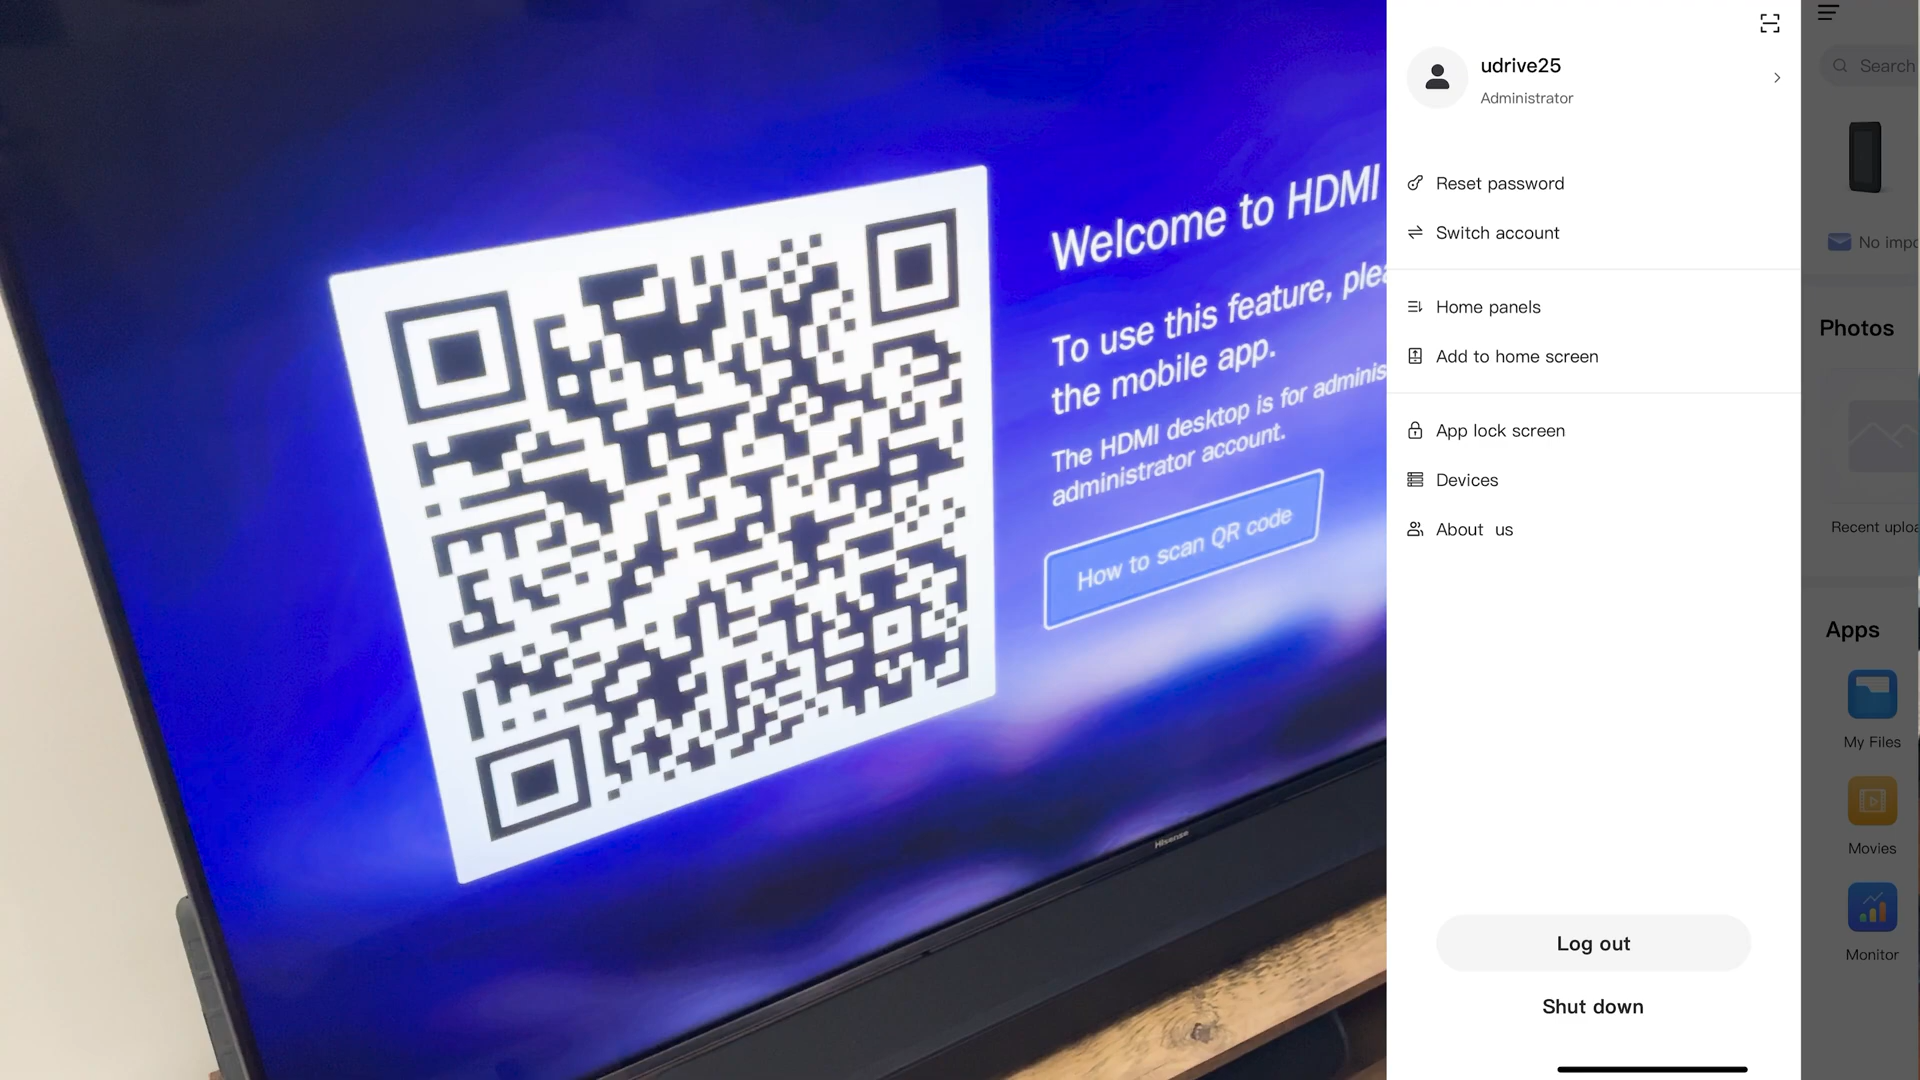 Welcome to HDMI
To use this feature, plea
the mobile app.
The HDMI desktop is for adminis
administrator account.
How to scan QR code
Hisense
udrive25
Administrator
Reset password
Switch account
Home panels
Add to home screen
App lock screen
Devices
About us
Log out
Shut down
Search
No impo
Photos
Recent uploa
Apps
My Files
Movies
Monitor